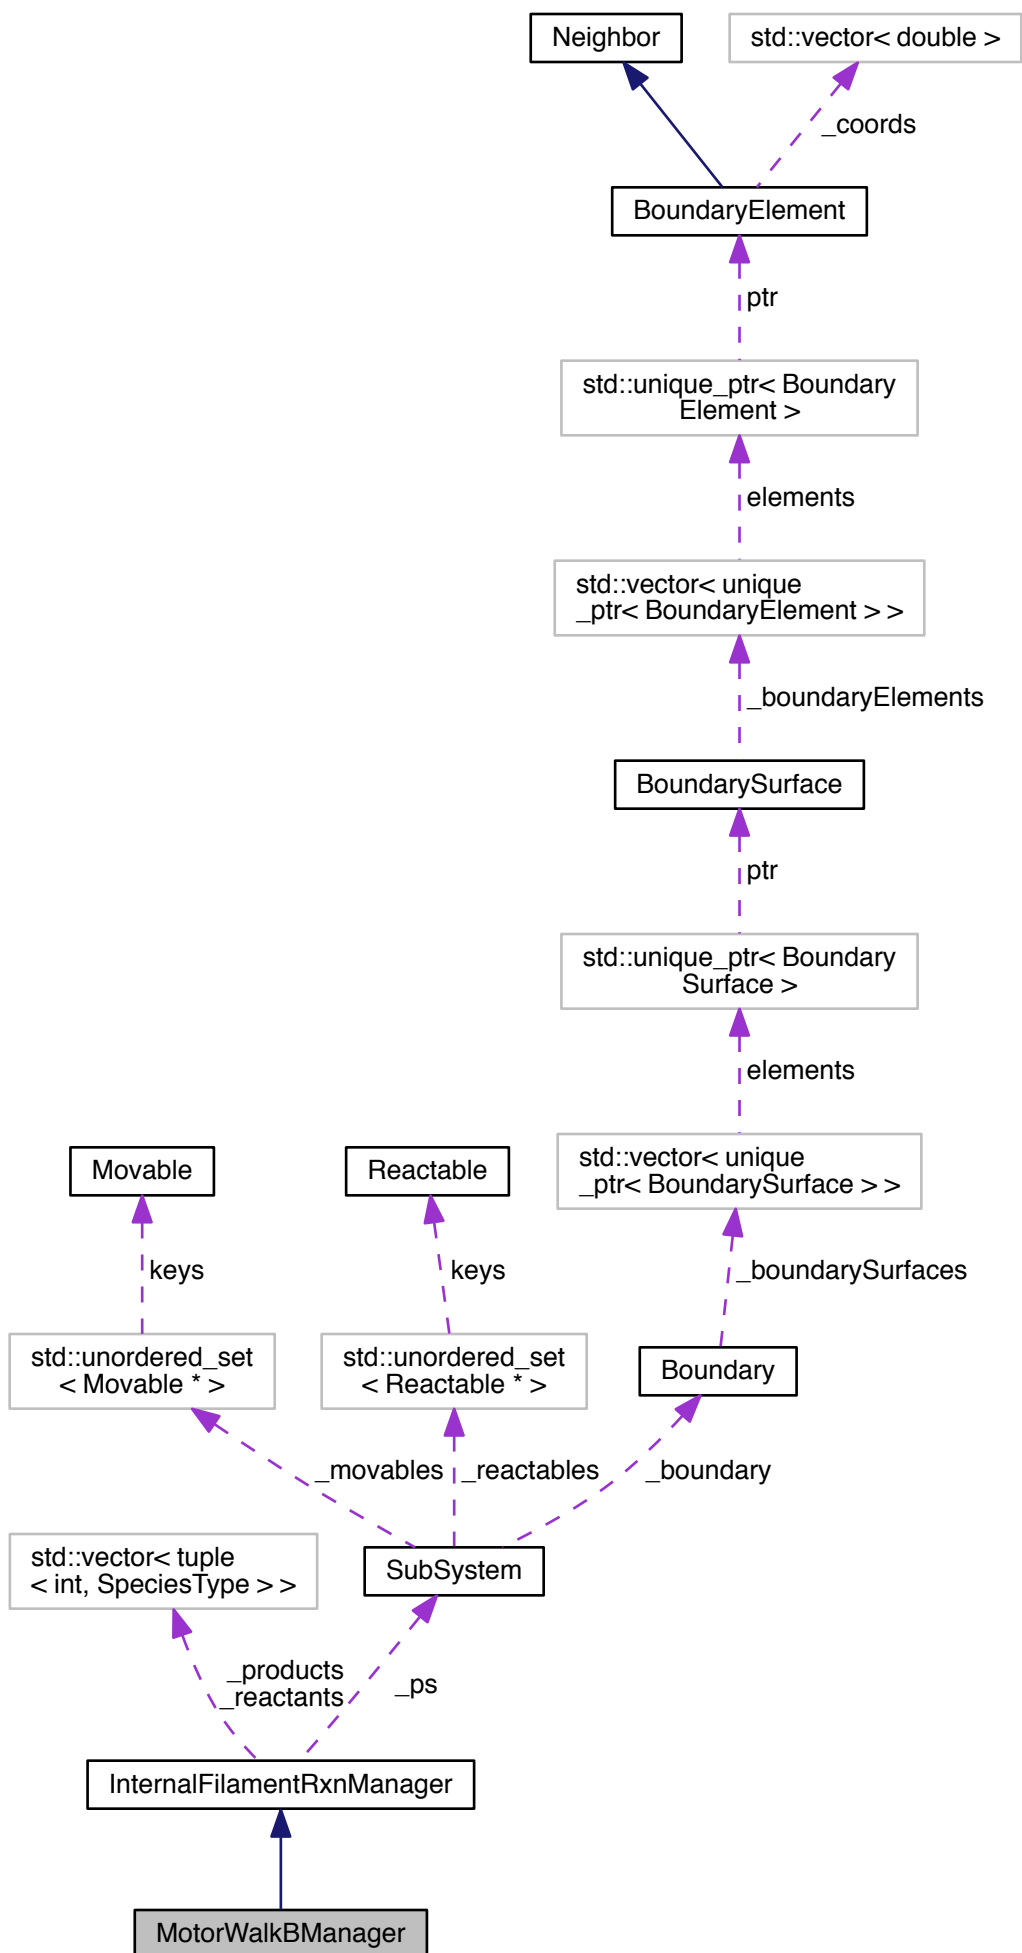 Neighbor
std::vector< double >
_coords
BoundaryElement
ptr
std::unique_ptr< Boundary
Element >
elements
std::vector< unique
_ptr< BoundaryElement > >
_boundaryElements
BoundarySurface
ptr
std::unique_ptr< Boundary
Surface >
elements
Movable
Reactable
std::vector< unique
_ptr< BoundarySurface > >
keys
keys
_boundarySurfaces
std::unordered_set
< Movable * >
std::unordered_set
< Reactable * >
Boundary
_movables
_reactables
_boundary
std::vector< tuple
< int, SpeciesType > >
SubSystem
_products
_reactants
_ps
InternalFilamentRxnManager
MotorWalkBManager